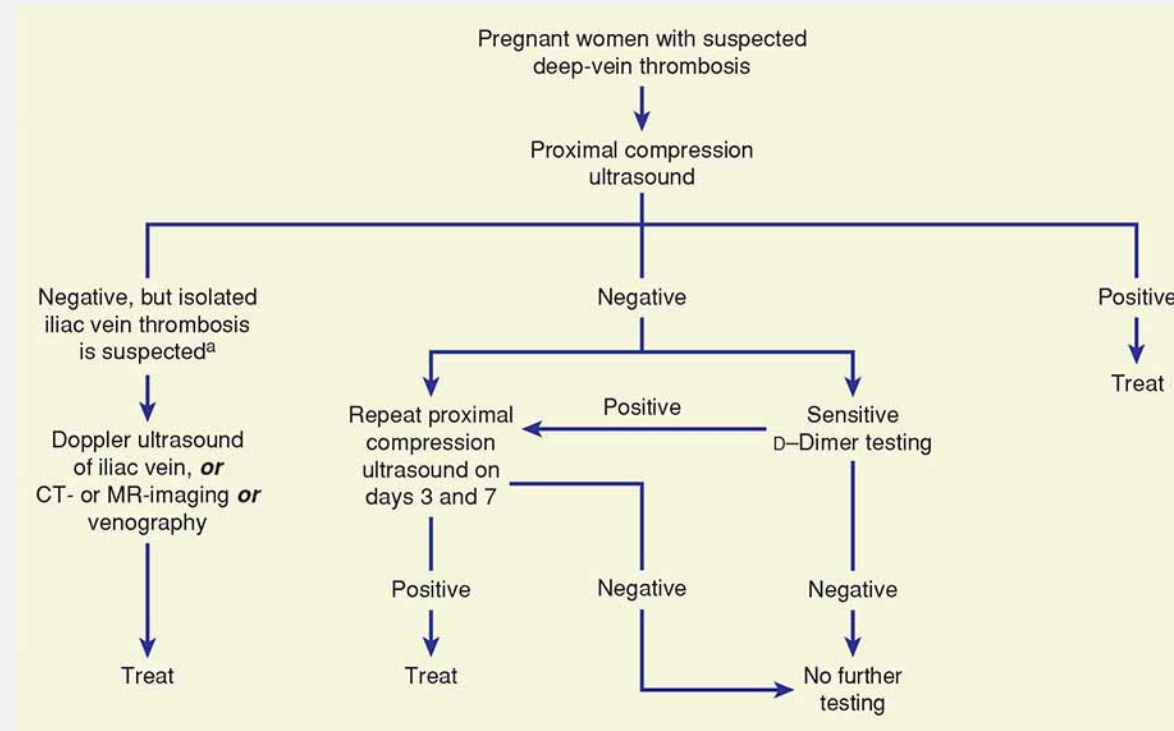 Pregnant women with suspected
deep-vein thrombosis
Proximal compression
ultrasound
Negative, but isolated
iliac vein thrombosis
is suspectedª
Doppler ultrasound
of iliac vein, or
CT- or MR-imaging or
venography
Treat
Negative
Repeat proximal
compression
ultrasound on
days 3 and 7
Positive
Sensitive
D–Dimer testing
Positive
Treat
Negative
Negative
No further
testing
Positive
Treat